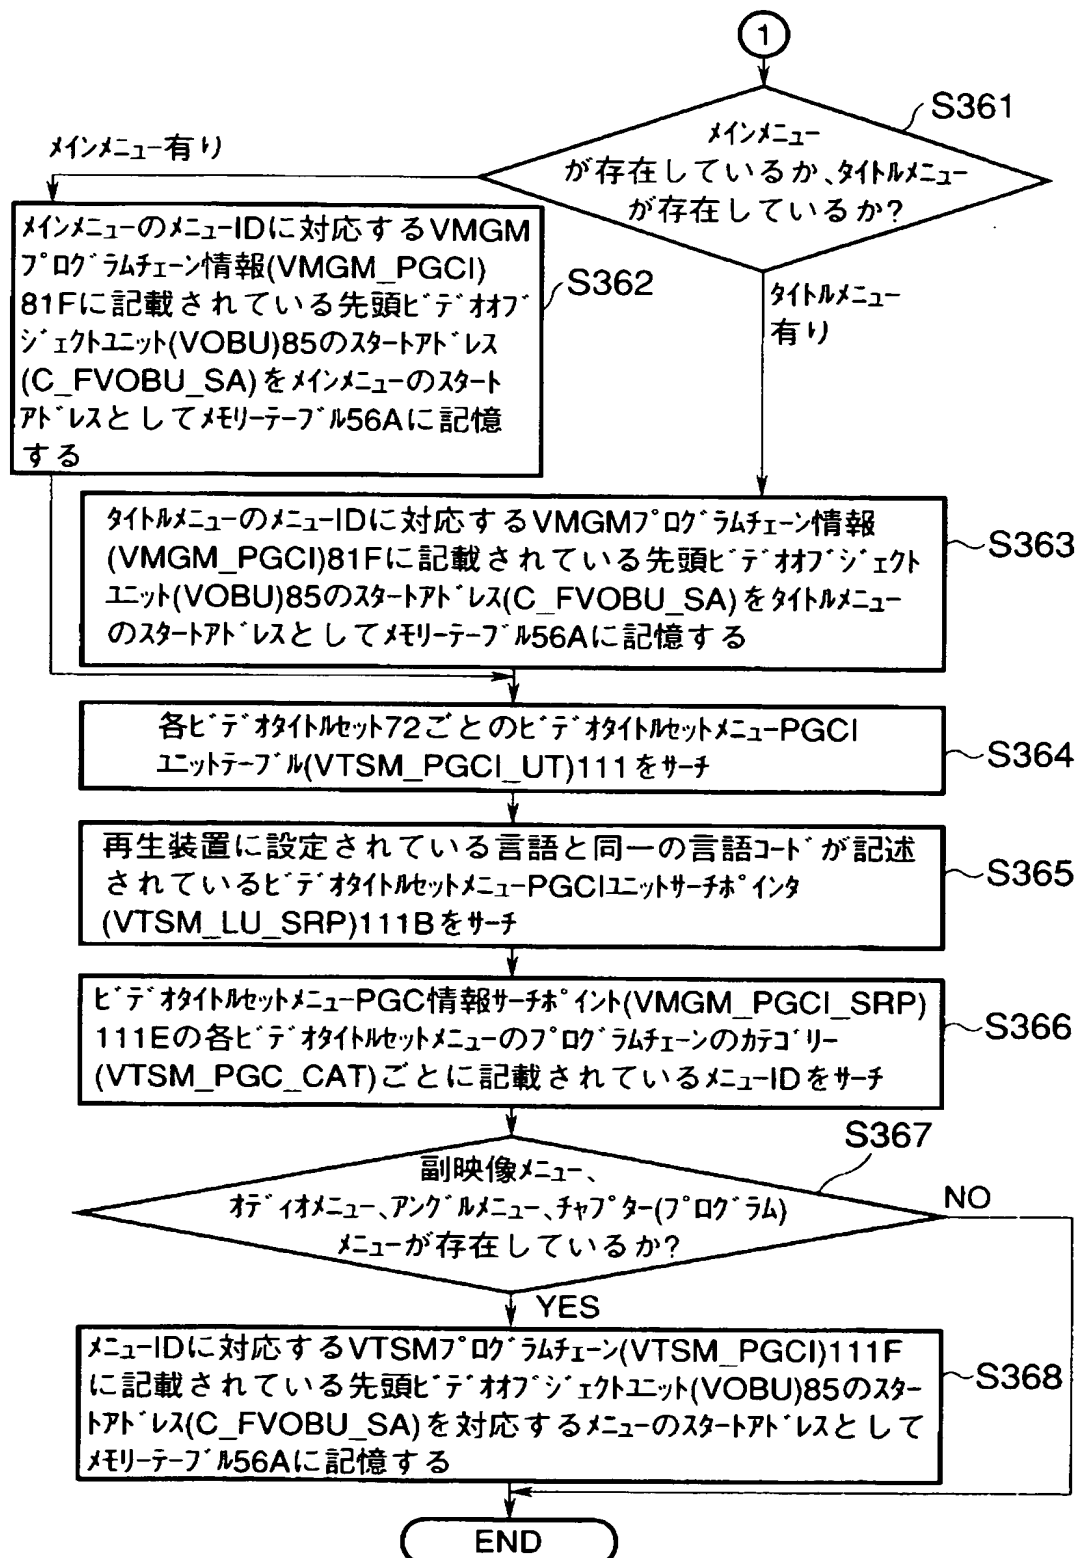 1
S361
メインメニュー
が存在しているか、タイトルメニュー
が存在しているか?
メインメニュー有り
メインメニューのメニューIDに対応するVMGM
プログラムチェーン情報(VMGM_PGCI)
81Fに記載されている先頭ビデオオブ
ジェクトユニット(VOBU)85のスタートアドレス
(C_FVOBU_SA)をメインメニューのスタート
アドレスとしてメモリーテーブル56Aに記憶
する
S362
タイトルメニュー
有り
タイトルメニューのメニューIDに対応するVMGMプログラムチェーン情報
(VMGM_PGCI)81Fに記載されている先頭ビデオオブジェクト
ユニット(VOBU)85のスタートアドレス(C_FVOBU_SA)をタイトルメニュー
のスタートアドレスとしてメモリーテーブル56Aに記憶する
S363
各ビデオタイトルセット72ごとのビデオタイトルセットメニューPGCI
ユニットテーブル(VTSM_PGCI_UT)111をサーチ
S364
再生装置に設定されている言語と同一の言語コードが記述
されているビデオタイトルセットメニューPGCIユニットサーチポインタ
(VTSM_LU_SRP)111Bをサーチ
S365
ビデオタイトルセットメニューPGC情報サーチポイント(VMGM_PGCI_SRP)
111Eの各ビデオタイトルセットメニューのプログラムチェーンのカテゴリー
(VTSM_PGC_CAT)ごとに記載されているメニューIDをサーチ
S366
S367
副映像メニュー、
オディオメニュー、アングルメニュー、チャプター(プログラム)
メニューが存在しているか?
NO
YES
メニューIDに対応するVTSMプログラムチェーン(VTSM_PGCI)111F
に記載されている先頭ビデオオブジェクトユニット(VOBU)85のスター
トアドレス(C_FVOBU_SA)を対応するメニューのスタートアドレスとして
メモリーテーブル56Aに記憶する
S368
END